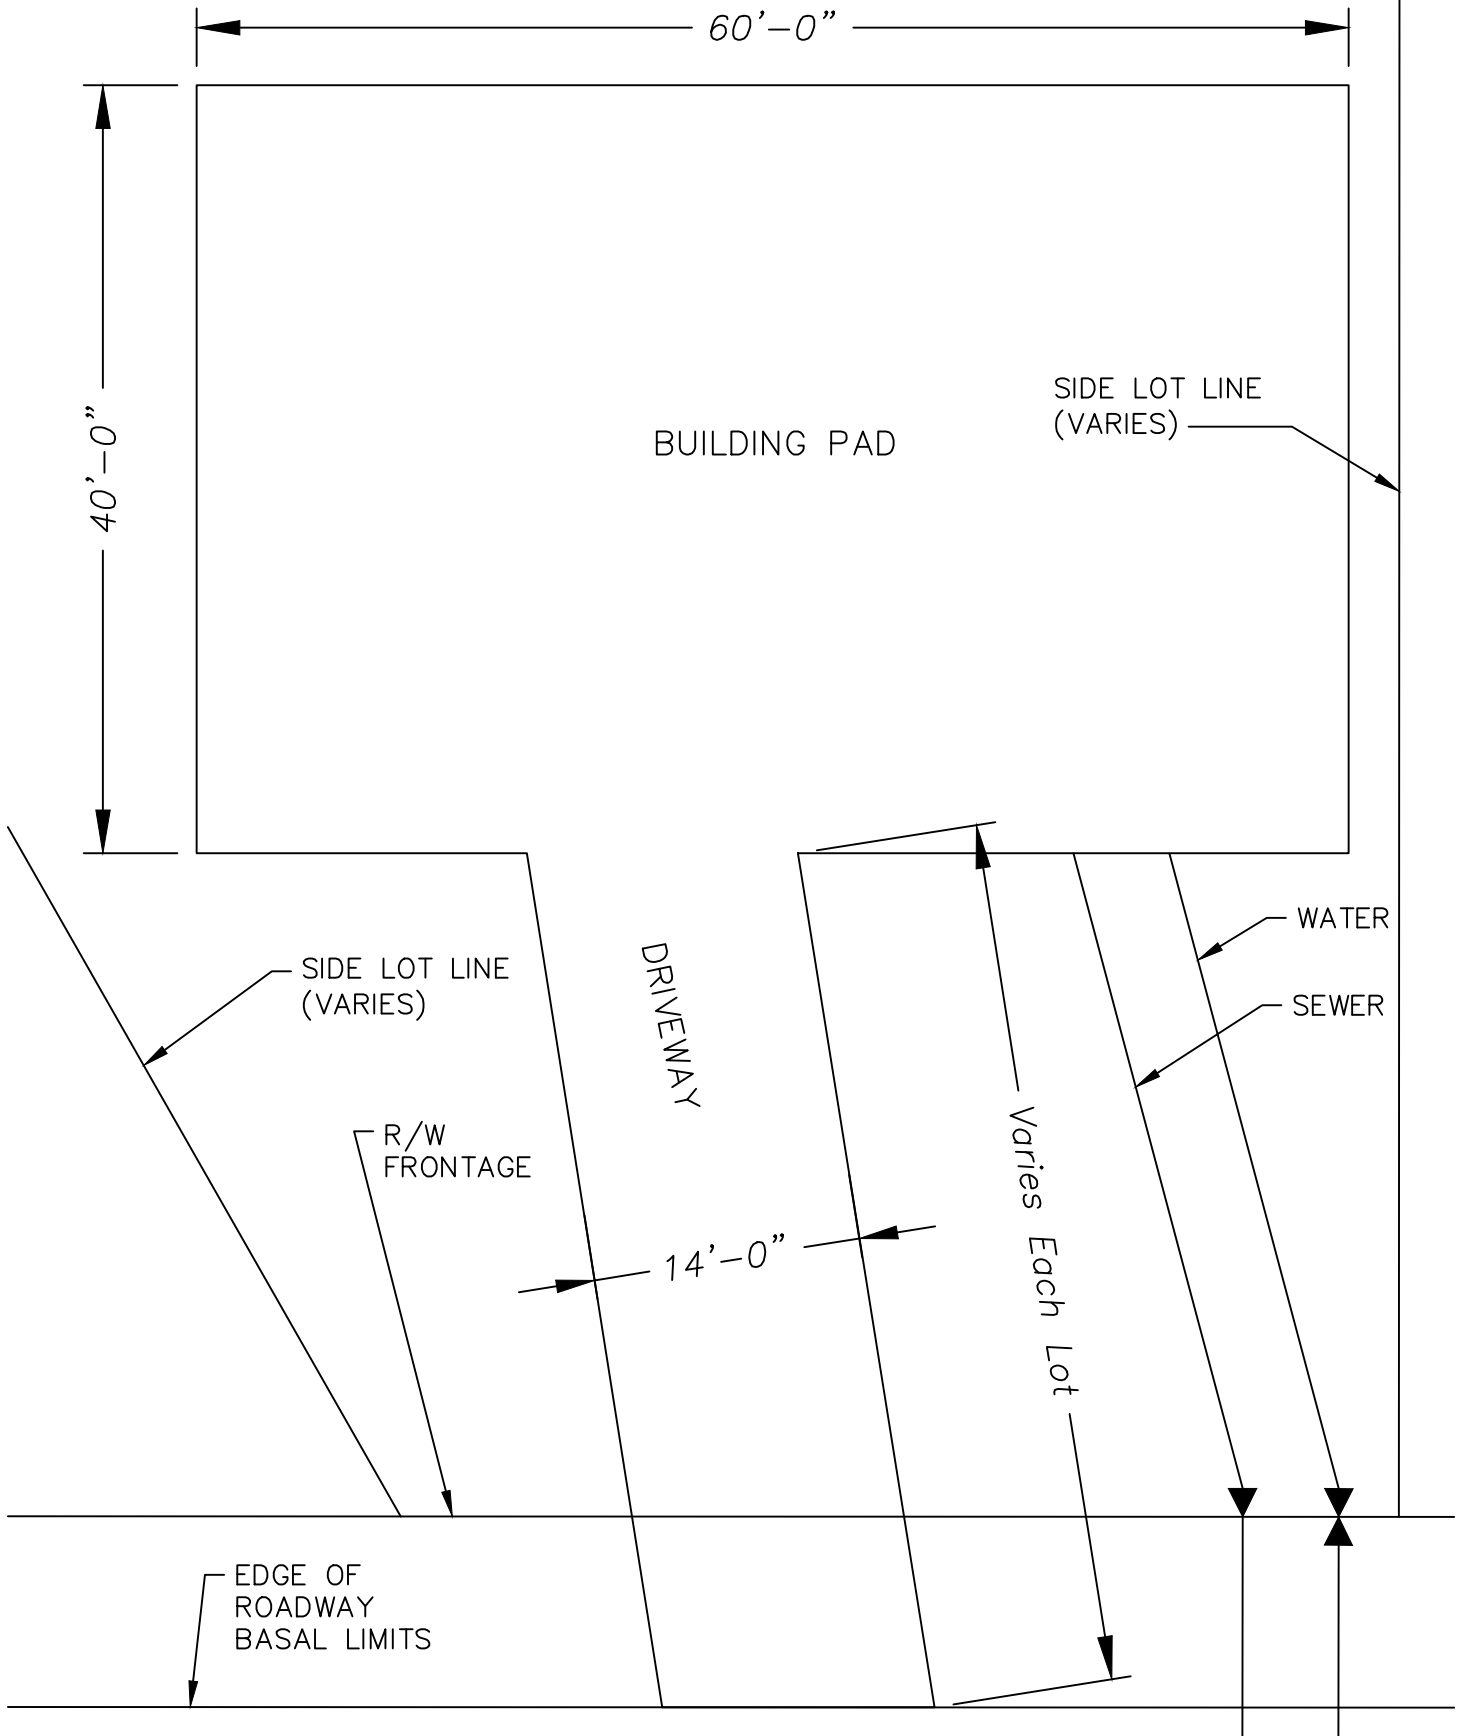 60'-0"
40'-0"
SIDE LOT LINE
(VARIES)
BUILDING PAD
WATER
DRIVEWAY
SIDE LOT LINE
(VARIES)
SEWER
R/W
FRONTAGE
Varies Each Lot
14'-0"
EDGE OF
ROADWAY
BASAL LIMITS